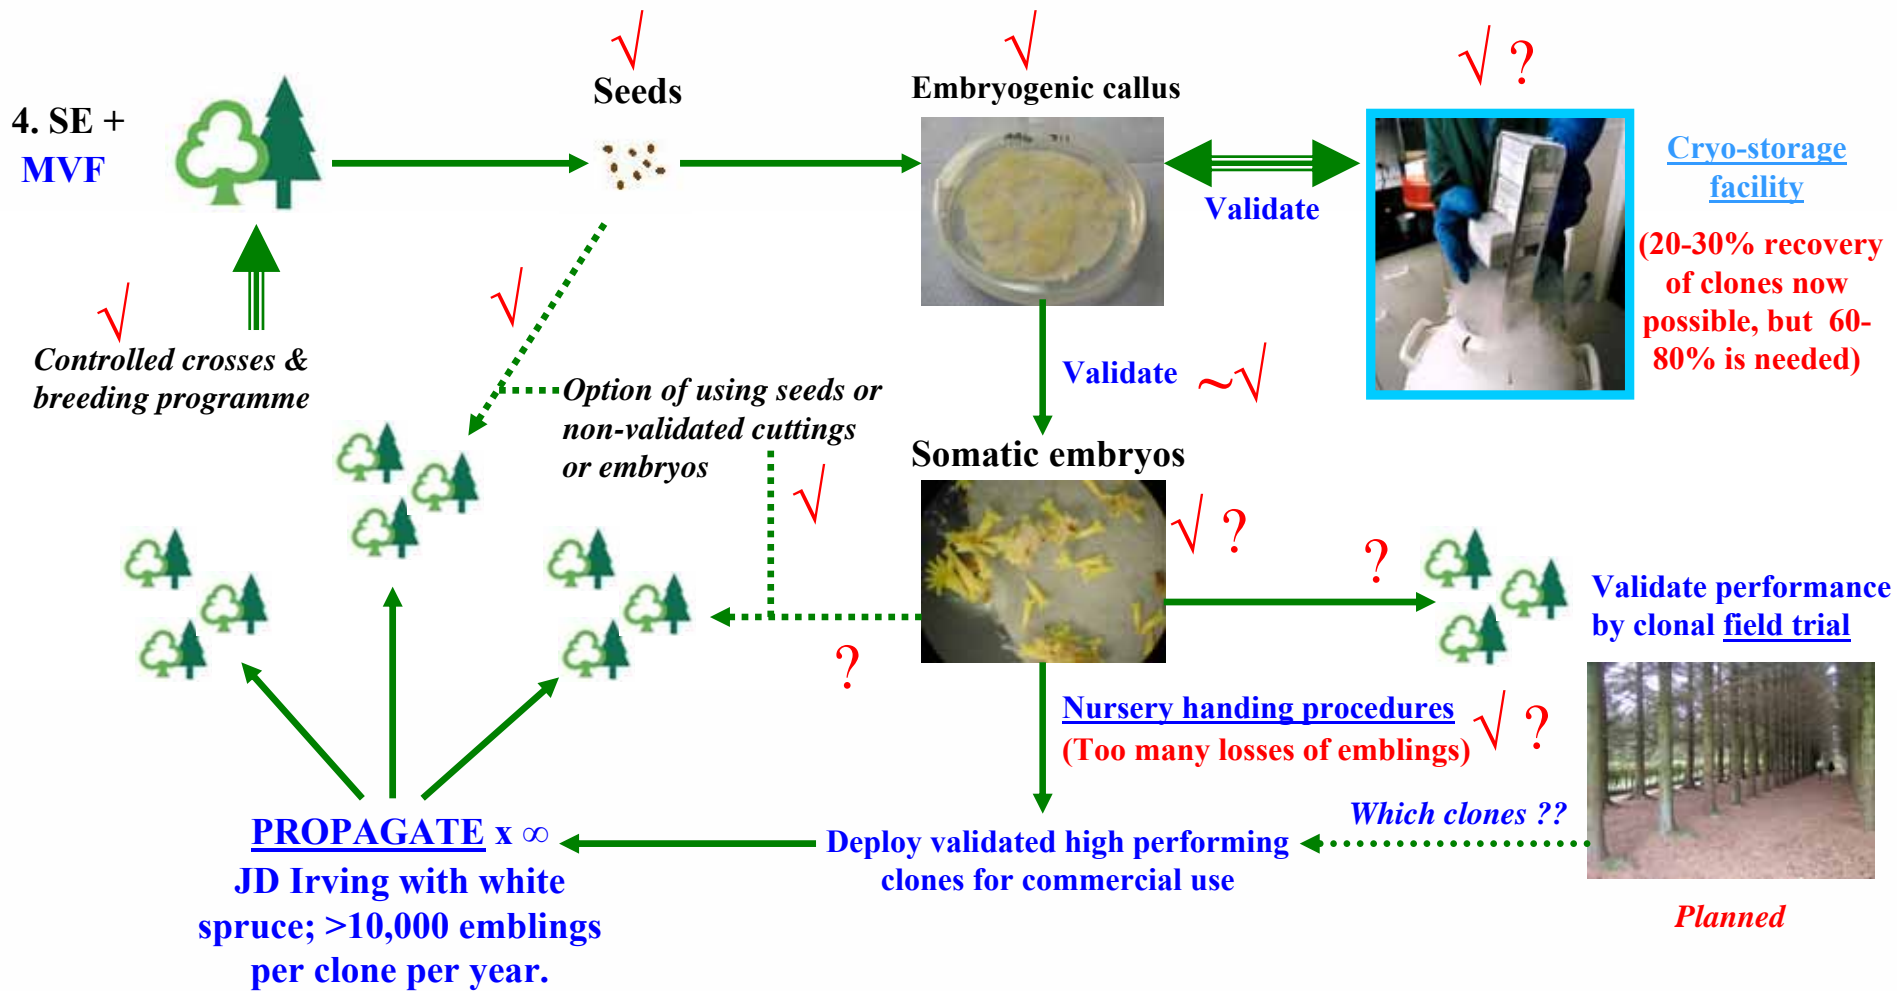 4. SE +
MVF
√
Seeds
√
Embryogenic callus
√ ?
Cryo-storage
facility
(20-30% recovery
of clones now
possible, but 60-
80% is needed)
Validate
√
Controlled crosses &
breeding programme
√
Option of using seeds or
non-validated cuttings
or embryos
√
Validate ~√
Somatic embryos
√ ?
?
?
Validate performance
by clonal field trial
Nursery handing procedures
(Too many losses of emblings)
√ ?
Which clones ??
Planned
Deploy validated high performing
clones for commercial use
PROPAGATE x ∞
JD Irving with white
spruce; >10,000 emblings
per clone per year.